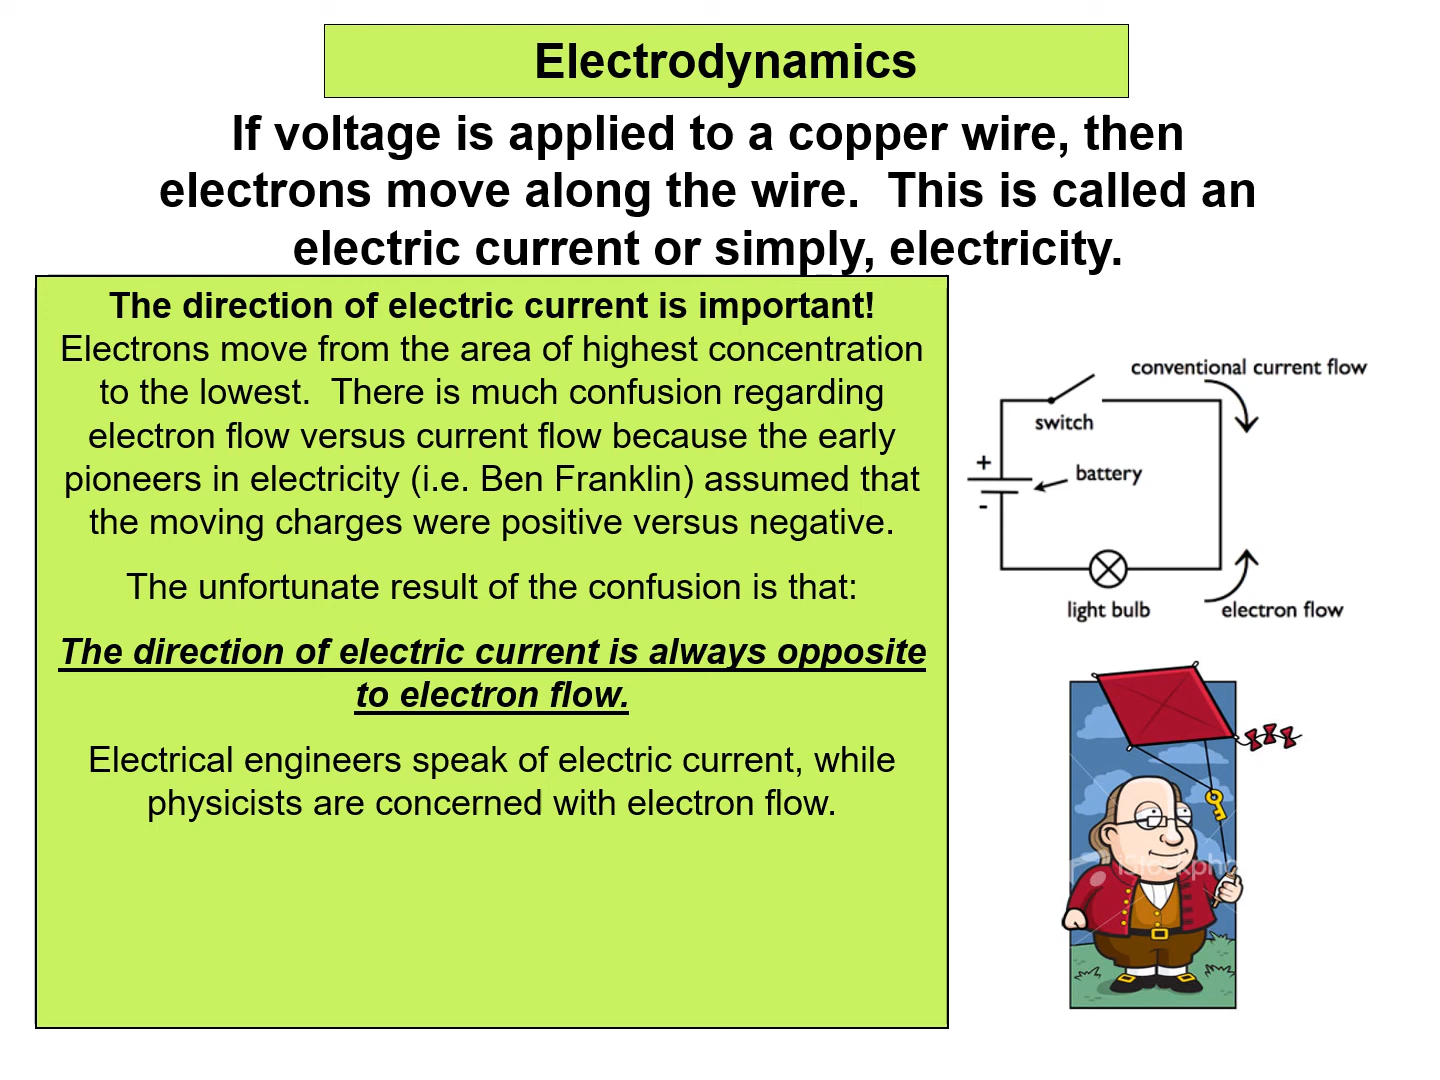 Electrodynamics
If voltage is applied to a copper wire, then
electrons move along the wire.  This is called an
electric current or simply, electricity.
The direction of electric current is important!
Electrons move from the area of highest concentration
to the lowest.  There is much confusion regarding
electron flow versus current flow because the early
pioneers in electricity (i.e. Ben Franklin) assumed that
the moving charges were positive versus negative.
The unfortunate result of the confusion is that:
The direction of electric current is always opposite
to electron flow.
Electrical engineers speak of electric current, while
physicists are concerned with electron flow.
conventional current flow
switch
+
battery
-
light bulb
electron flow
iStockpho